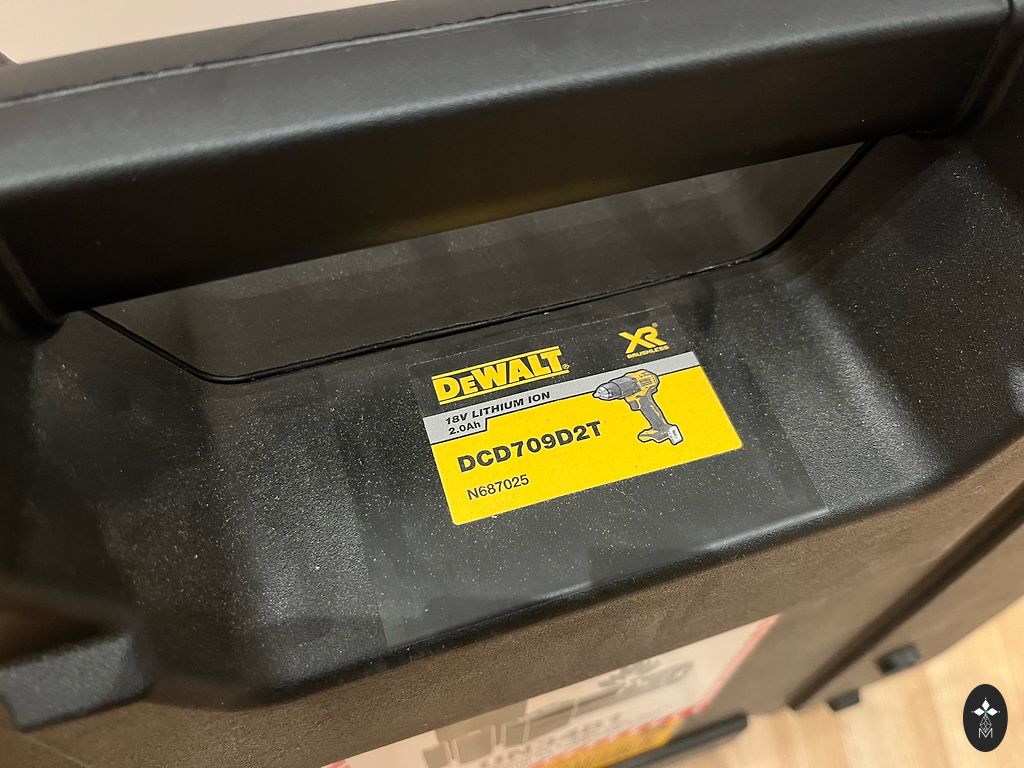 DEWALT®
XR®
BRUSHLESS
18V LITHIUM ION
2.0Ah
DCD709D2T
N687025
M